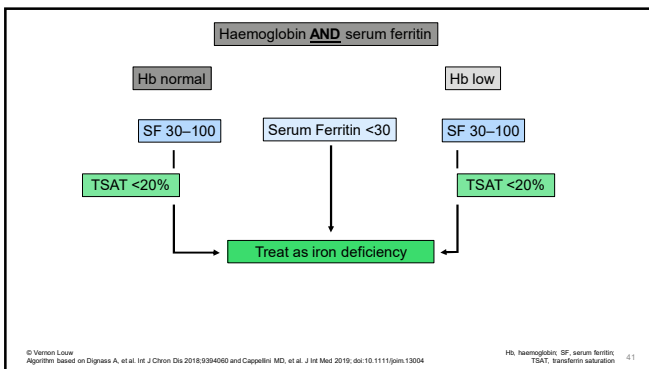 Haemoglobin AND serum ferritin
Hb normal
Hb low
SF 30–100
Serum Ferritin <30
SF 30–100
TSAT <20%
TSAT <20%
Treat as iron deficiency
© Vernon Louw
Algorithm based on Dignass A, et al. Int J Chron Dis 2018;9394060 and Cappellini MD, et al. J Int Med 2019; doi:10.1111/joim.13004
Hb, haemoglobin; SF, serum ferritin;
TSAT, transferrin saturation
41